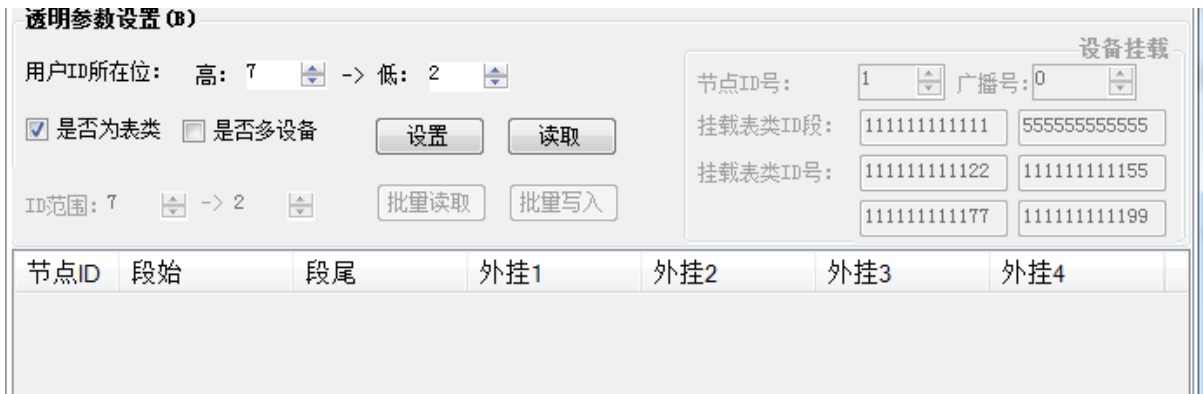 透明参数设置(B)
用户ID所在位: 高: 7 -> 低: 2
是否为表类 是否多设备 设置 读取
ID范围: 7 -> 2 批量读取 批量写入
设备挂载
节点ID号: 1 广播号: 0
挂载表类ID段: 111111111111 555555555555
挂载表类ID号: 111111111122 111111111155
111111111177 111111111199
节点ID 段始 段尾 外挂1 外挂2 外挂3 外挂4